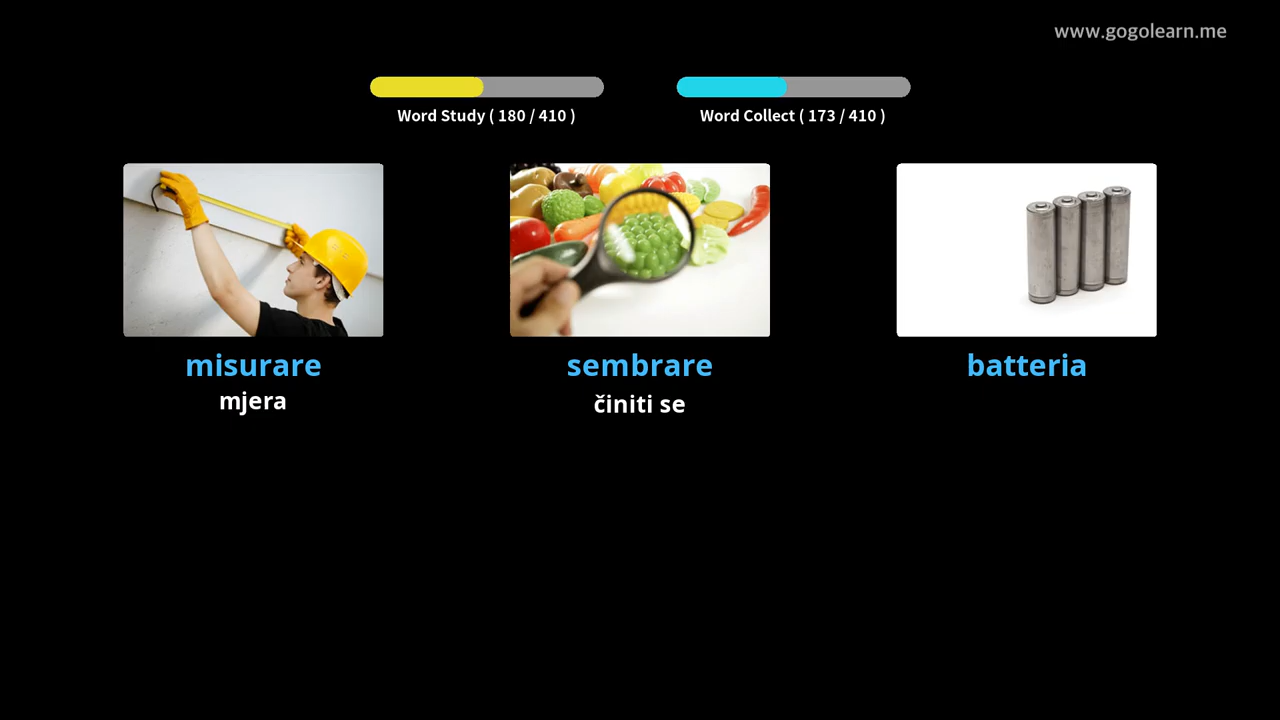 www.gogolearn.me
Word Study ( 180 / 410 )
Word Collect ( 173 / 410 )
misurare
mjera
sembrare
činiti se
batteria